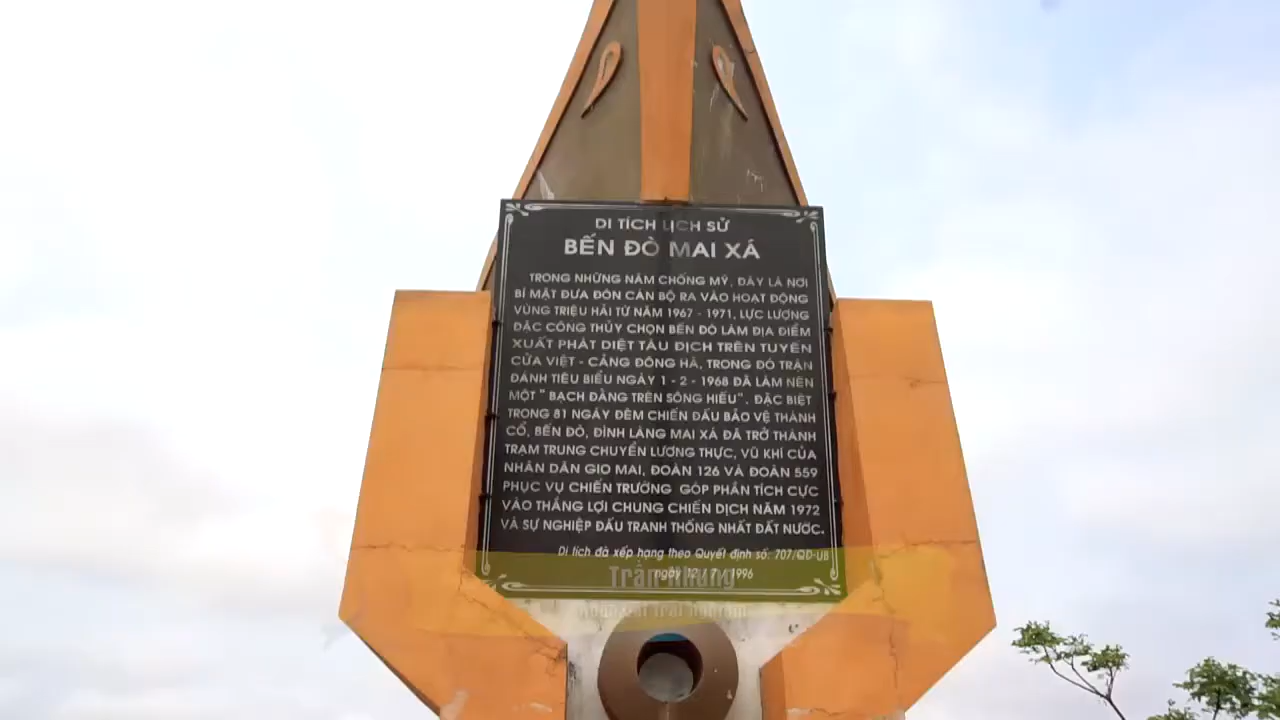 DI TÍCH LỊCH SỬ
BẾN ĐÒ MAI XÁ
TRONG NHỮNG NĂM CHỐNG MỸ, ĐÂY LÀ NƠI
BÍ MẬT ĐƯA ĐÓN CÁN BỘ RA VÀO HOẠT ĐỘNG
VÙNG TRIỆU HẢI TỪ NĂM 1967 - 1971, LỰC LƯỢNG
ĐẶC CÔNG THỦY CHỌN BẾN ĐÒ LÀM ĐỊA ĐIỂM
XUẤT PHÁT DIỆT TÀU ĐỊCH TRÊN TUYẾN
CỬA VIỆT - CẢNG ĐÔNG HÀ, TRONG ĐÓ TRẬN
ĐÁNH TIÊU BIỂU NGÀY 1 - 2 - 1968 ĐÃ LÀM NÊN
MỘT " BẠCH ĐẰNG TRÊN SÔNG HIẾU". ĐẶC BIỆT
TRONG 81 NGÀY ĐÊM CHIẾN ĐẤU BẢO VỆ THÀNH
CỔ, BẾN ĐÒ, ĐÌNH LÀNG MAI XÁ ĐÃ TRỞ THÀNH
TRẠM TRUNG CHUYỂN LƯƠNG THỰC, VŨ KHÍ CỦA
NHÂN DÂN GIO MAI, ĐOÀN 126 VÀ ĐOÀN 559
PHỤC VỤ CHIẾN TRƯỜNG GÓP PHẦN TÍCH CỰC
VÀO THẮNG LỢI CHUNG CHIẾN DỊCH NĂM 1972
VÀ SỰ NGHIỆP ĐẤU TRANH THỐNG NHẤT ĐẤT NƯỚC.
Di tích đã xếp hạng theo Quyết định số: 707/QĐ-UB
ngày 12 / 7 / 1996